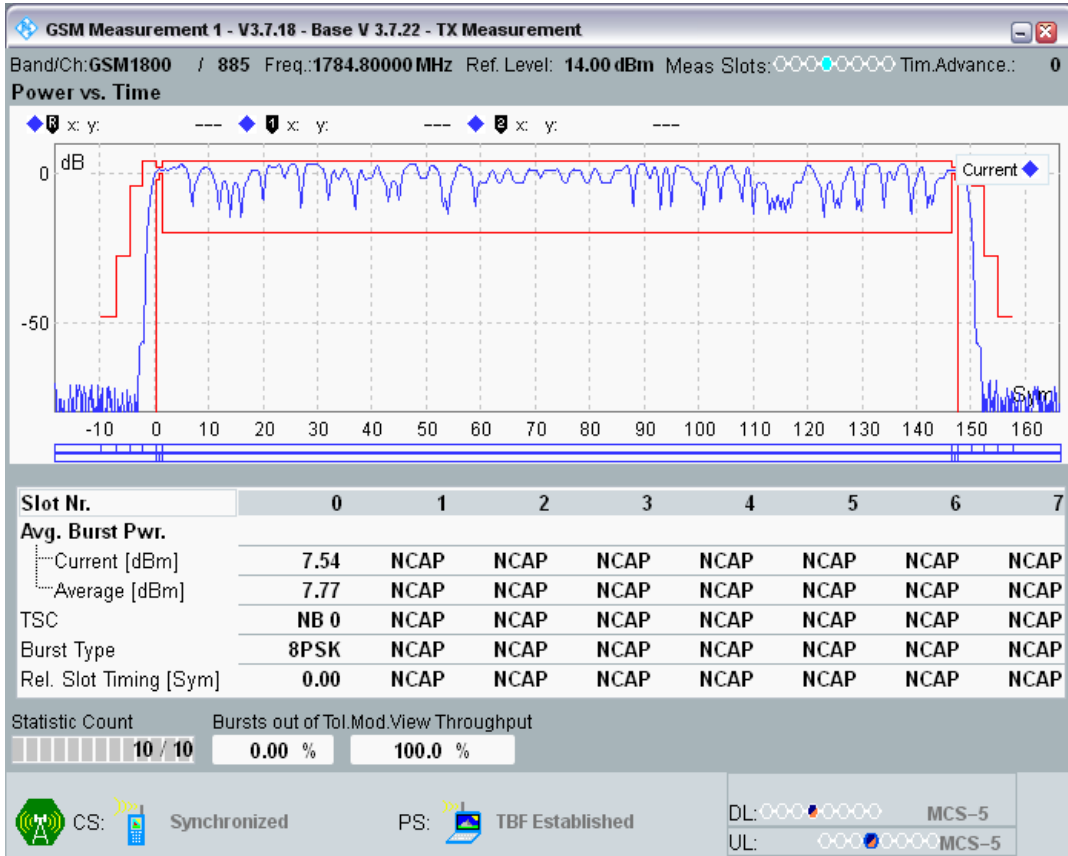 GSM Measurement 1 - V3.7.18 - Base V 3.7.22 - TX Measurement
Band/Ch:GSM1800 / 885 Freq.:1784.80000 MHz Ref. Level: 14.00 dBm Meas Slots: Tim.Advance.: 0
Power vs. Time
R x: y: --- 1 x: y: --- 2 x: y: ---
dB
Current
0
-50
Sym
-10 0 10 20 30 40 50 60 70 80 90 100 110 120 130 140 150 160
Slot Nr. 0 1 2 3 4 5 6 7
Avg. Burst Pwr.
Current [dBm] 7.54 NCAP NCAP NCAP NCAP NCAP NCAP NCAP
Average [dBm] 7.77 NCAP NCAP NCAP NCAP NCAP NCAP NCAP
TSC NB 0 NCAP NCAP NCAP NCAP NCAP NCAP NCAP
Burst Type 8PSK NCAP NCAP NCAP NCAP NCAP NCAP NCAP
Rel. Slot Timing [Sym] 0.00 NCAP NCAP NCAP NCAP NCAP NCAP NCAP
Statistic Count Bursts out of Tol.Mod.View Throughput
10 / 10 0.00 % 100.0 %
CS: Synchronized PS: TBF Established
DL: MCS-5
UL: MCS-5